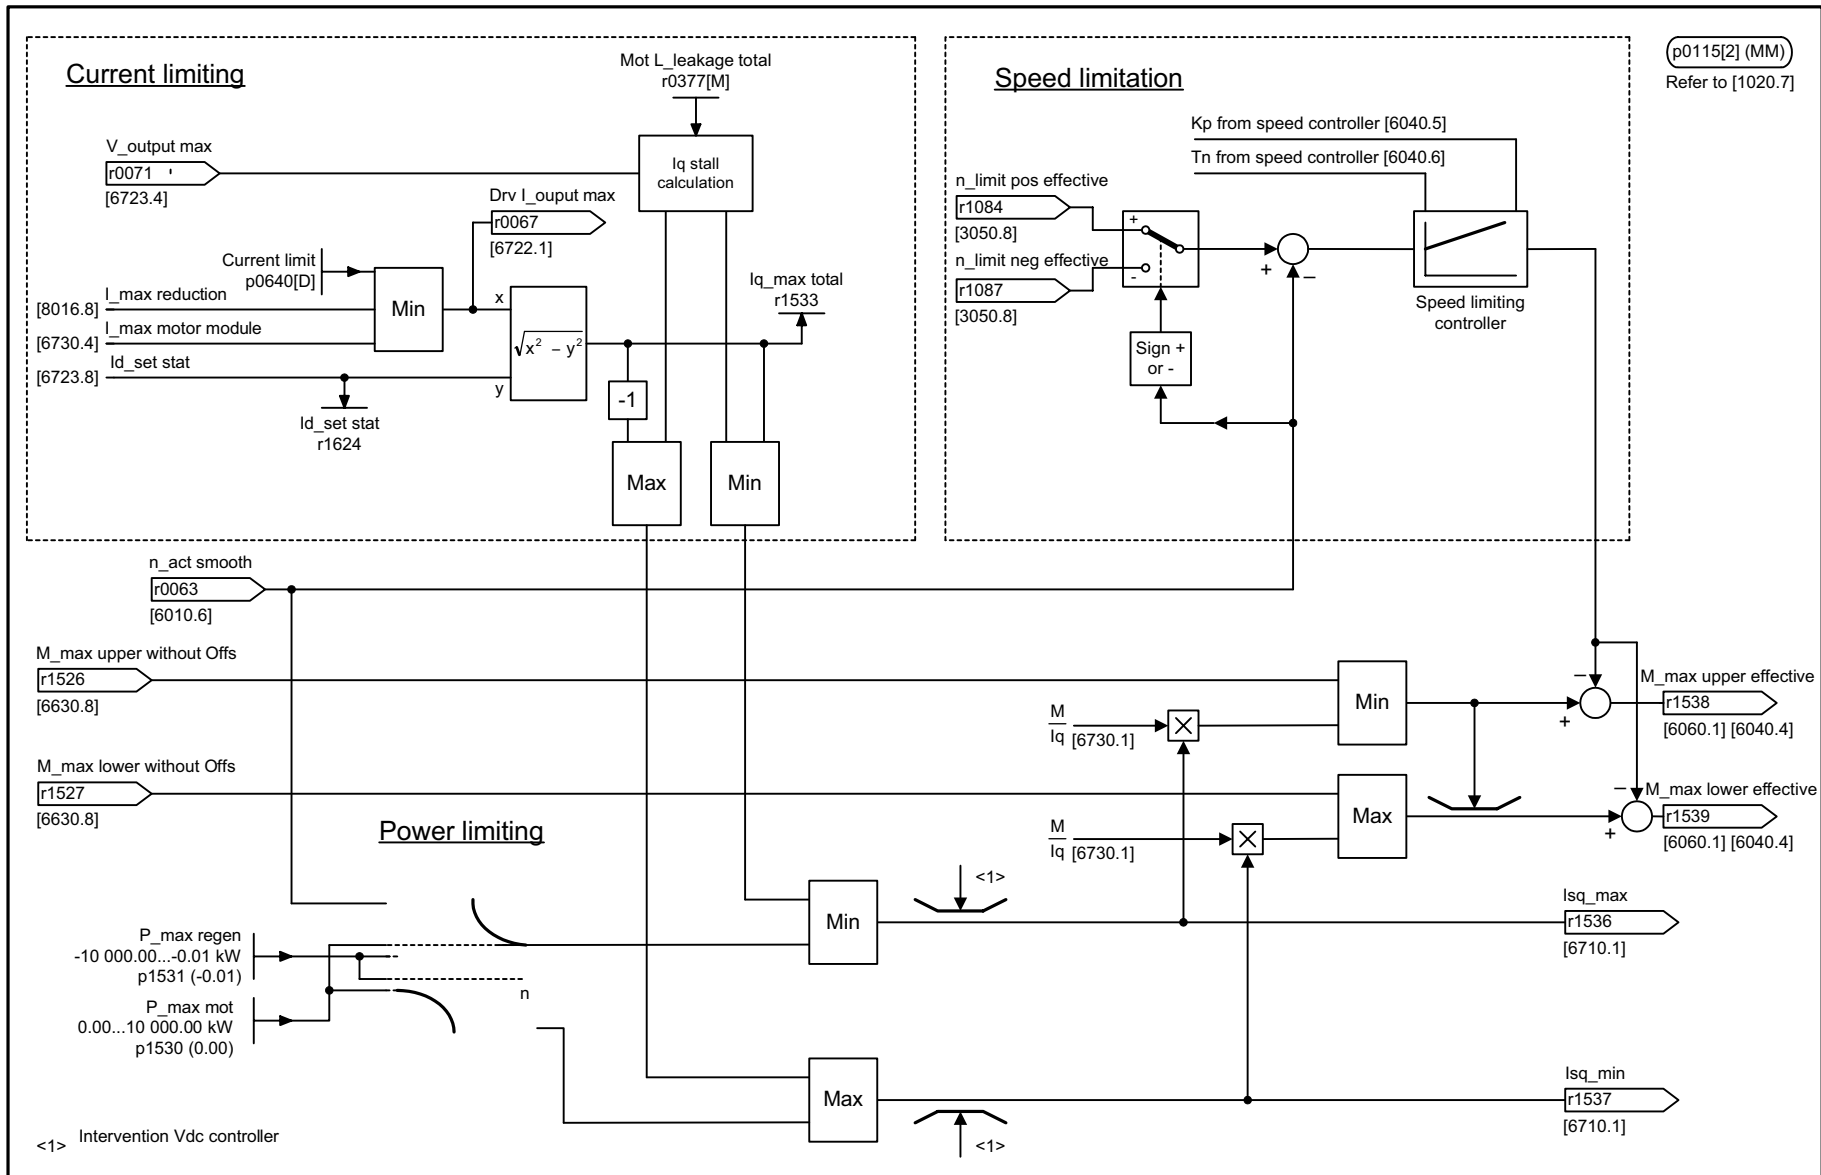 Current limiting
Mot L_leakage total
r0377[M]
V_output max
r0071
[6723.4]
Iq stall
calculation
Drv I_ouput max
r0067
[6722.1]
Current limit
p0640[D]
[8016.8]
I_max reduction
[6730.4]
I_max motor module
[6723.8]
Id_set stat
Min
x
y
√x² – y²
Iq_max total
r1533
Id_set stat
r1624
-1
Max
Min
Speed limitation
p0115[2] (MM)
Refer to [1020.7]
Kp from speed controller [6040.5]
Tn from speed controller [6040.6]
n_limit pos effective
r1084
[3050.8]
n_limit neg effective
r1087
[3050.8]
+
-
+
–
Sign +
or -
Speed limiting
controller
n_act smooth
r0063
[6010.6]
M_max upper without Offs
r1526
[6630.8]
M_max lower without Offs
r1527
[6630.8]
M
Iq
[6730.1]
Min
–
+
M_max upper effective
r1538
[6060.1] [6040.4]
M
Iq
[6730.1]
Max
–
+
M_max lower effective
r1539
[6060.1] [6040.4]
Power limiting
P_max regen
-10 000.00...-0.01 kW
p1531 (-0.01)
P_max mot
0.00...10 000.00 kW
p1530 (0.00)
n
Min
<1>
Isq_max
r1536
[6710.1]
Max
<1>
Isq_min
r1537
[6710.1]
<1> Intervention Vdc controller